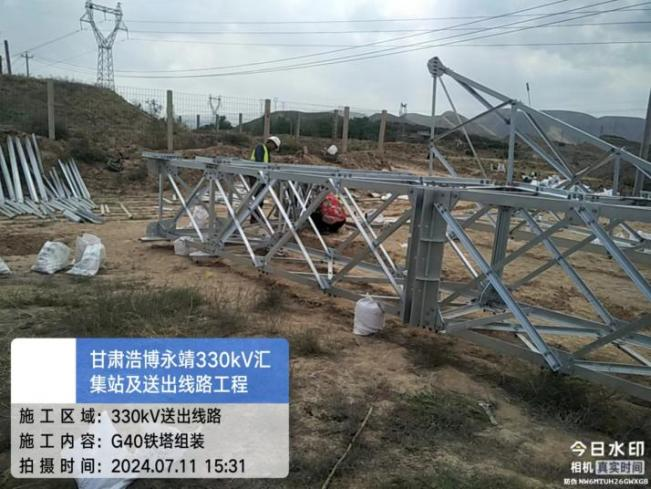 甘肃浩博永靖330kV汇
集站及送出线路工程
施工区域：330kV送出线路
施工内容：G40铁塔组装
拍摄时间：2024.07.11 15:31
今日水印
相机 真实时间
防伪 NW6MTUH26GWXGB